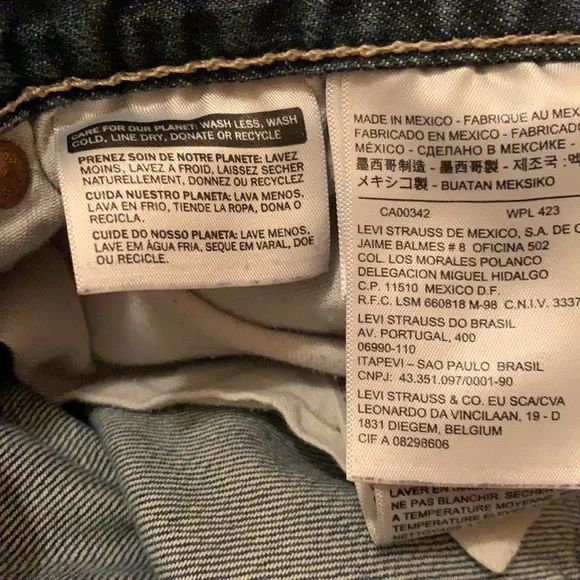 CARE FOR OUR PLANET: WASH LESS, WASH
COLD, LINE DRY, DONATE OR RECYCLE
PRENEZ SOIN DE NOTRE PLANETE: LAVEZ
MOINS, LAVEZ À FROID, LAISSEZ SECHER
NATURELLEMENT, DONNEZ OU RECYCLEZ
CUIDA NUESTRO PLANETA: LAVA MENOS,
LAVA EN FRIO, TIENDE LA ROPA, DONA O
RECICLA.
CUIDE DO NOSSO PLANETA: LAVE MENOS,
LAVE EM ÁGUA FRIA, SEQUE EM VARAL, DOE
OU RECICLE.
MADE IN MEXICO - FABRIQUE AU
FABRICADO EN MEXICO - FABRICADO
MÉXICO - СДЕЛАНО В МЕКСИКЕ -
墨西哥制造 - 墨西哥製 - 제조국 :
メキシコ製 - BUATAN MEKSIKO
CA00342 WPL 423
LEVI STRAUSS DE MEXICO, S.A. DE
JAIME BALMES # 8 OFICINA 502
COL. LOS MORALES POLANCO
DELEGACION MIGUEL HIDALGO
C.P. 11510 MEXICO D.F.
R.F.C. LSM 660818 M-98 C.N.I.V. 3337
LEVI STRAUSS DO BRASIL
AV. PORTUGAL, 400
06990-110
ITAPEVI - SAO PAULO BRASIL
CNPJ: 43.351.097/0001-90
LEVI STRAUSS & CO. EU SCA/CVA
LEONARDO DA VINCILAAN, 19 - D
1831 DIEGEM, BELGIUM
CIF A 08298606
LAVER EN
NE PAS BLANCHIR, SECHER
A TEMPERATURE MOYENNE
TEMPERATURE
NETTOYAGE A